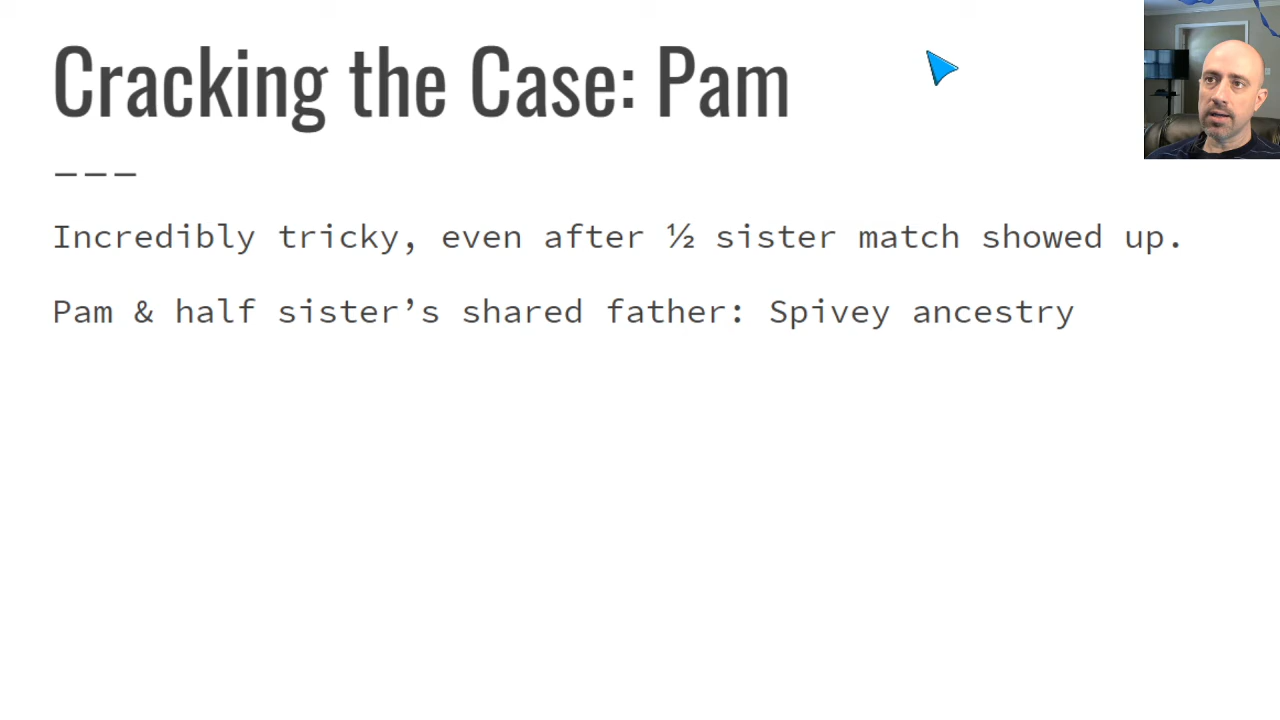 Cracking the Case: Pam
Incredibly tricky, even after ½ sister match showed up.
Pam & half sister’s shared father: Spivey ancestry